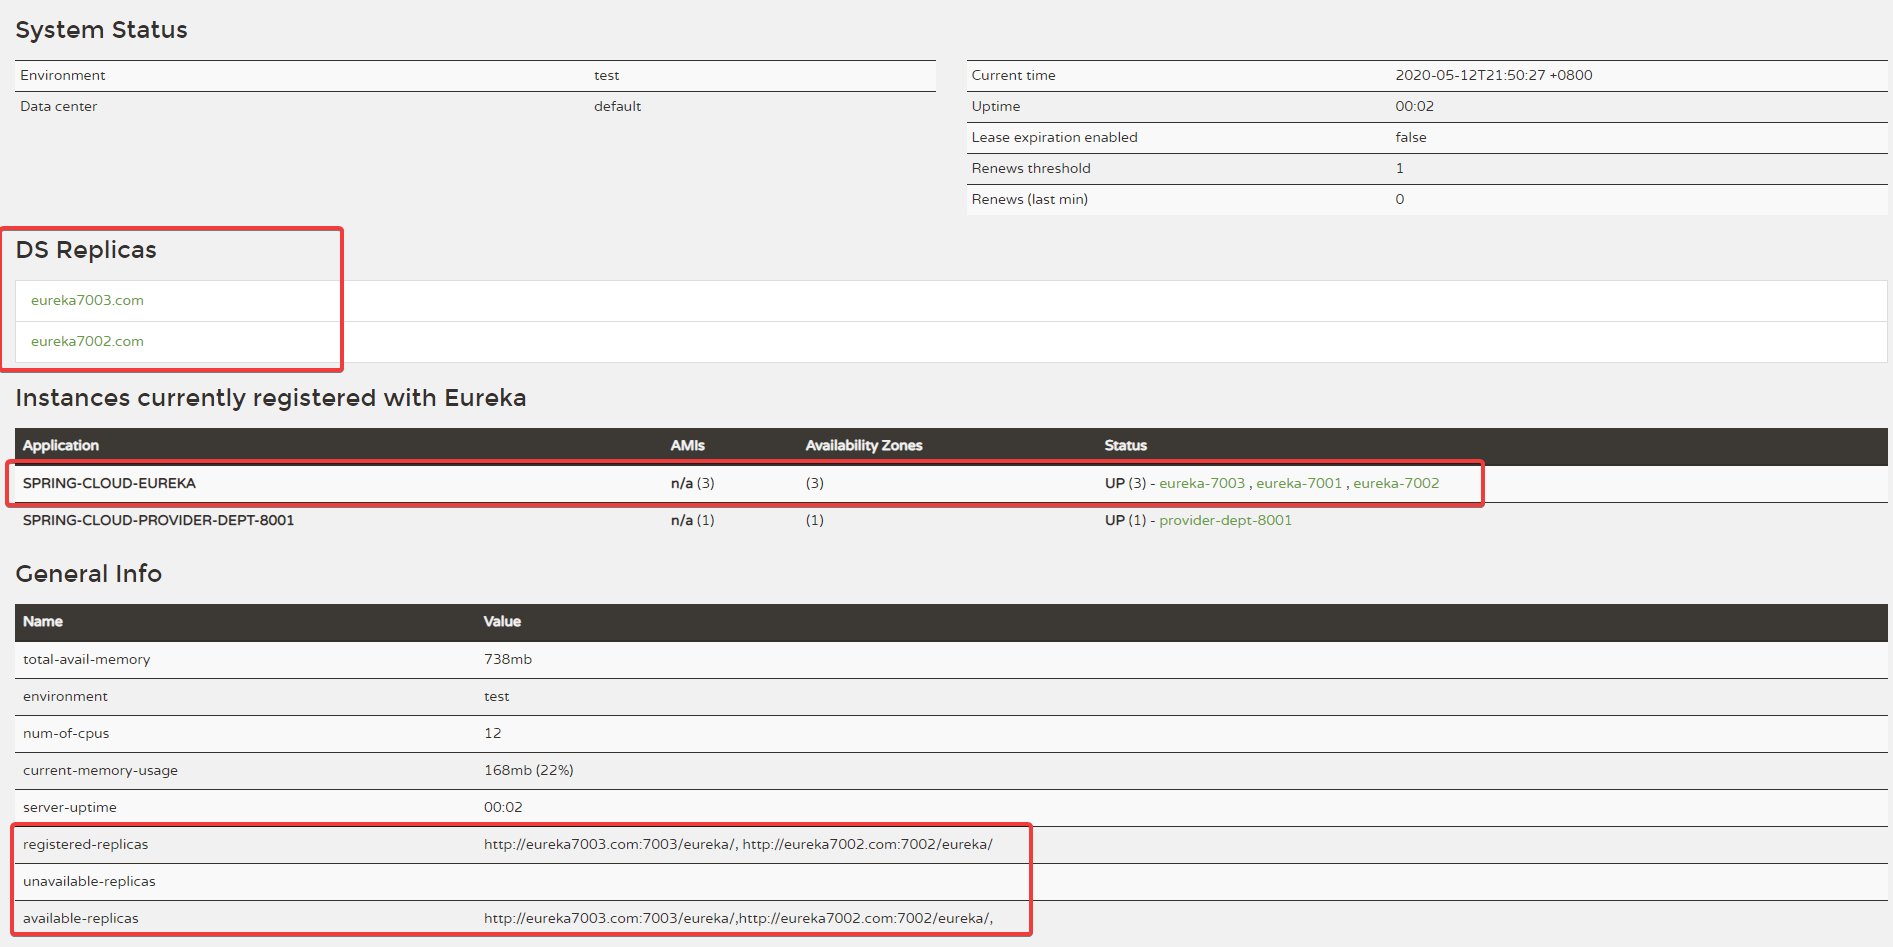 System Status
Environment test
Data center default
Current time 2020-05-12T21:50:27 +0800
Uptime 00:02
Lease expiration enabled false
Renews threshold 1
Renews (last min) 0
DS Replicas
eureka7003.com
eureka7002.com
Instances currently registered with Eureka
Application AMIs Availability Zones Status
SPRING-CLOUD-EUREKA n/a (3) (3) UP (3) - eureka-7003 , eureka-7001 , eureka-7002
SPRING-CLOUD-PROVIDER-DEPT-8001 n/a (1) (1) UP (1) - provider-dept-8001
General Info
Name Value
total-avail-memory 738mb
environment test
num-of-cpus 12
current-memory-usage 168mb (22%)
server-uptime 00:02
registered-replicas http://eureka7003.com:7003/eureka/, http://eureka7002.com:7002/eureka/
unavailable-replicas
available-replicas http://eureka7003.com:7003/eureka/,http://eureka7002.com:7002/eureka/,